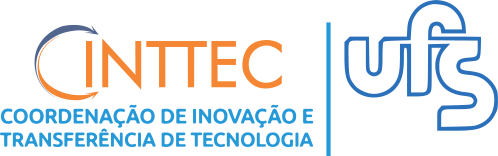 CINTTEC
COORDENAÇÃO DE INOVAÇÃO E
TRANSFERÊNCIA DE TECNOLOGIA
ufs